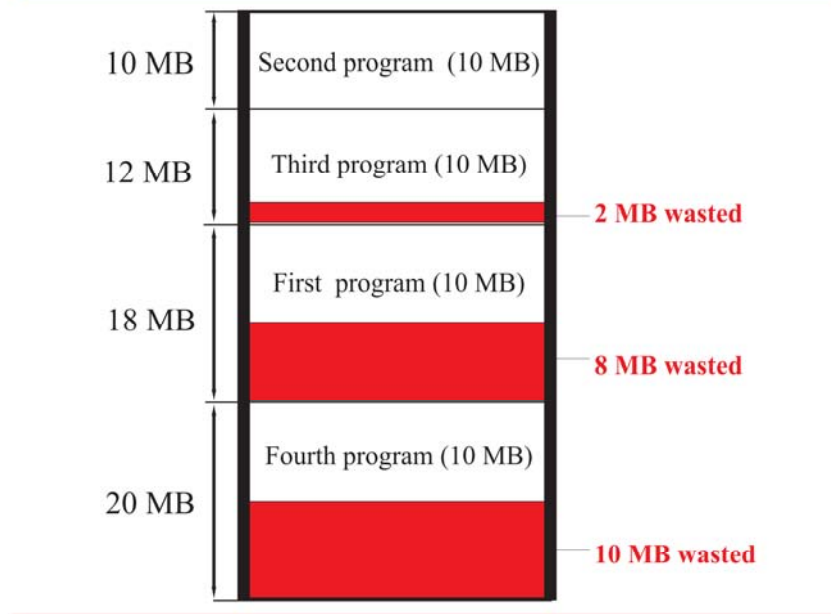 10 MB
Second program (10 MB)
12 MB
Third program (10 MB)
2 MB wasted
18 MB
First program (10 MB)
8 MB wasted
20 MB
Fourth program (10 MB)
10 MB wasted